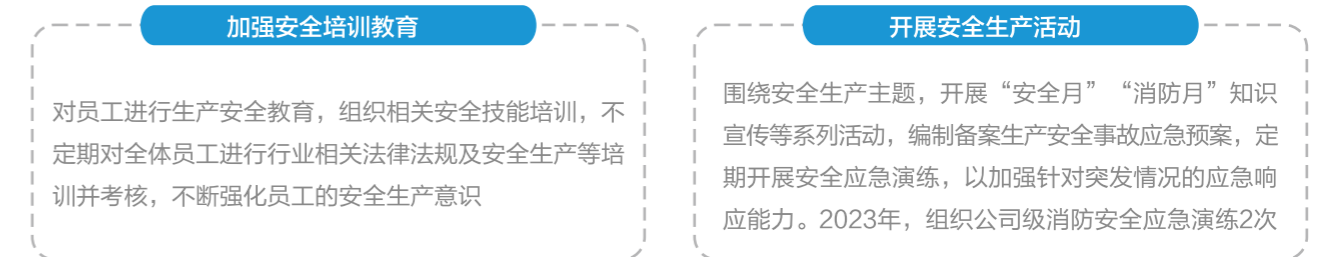 加强安全培训教育
对员工进行生产安全教育，组织相关安全技能培训，不
定期对全体员工进行行业相关法律法规及安全生产等培
训并考核，不断强化员工的安全生产意识
开展安全生产活动
围绕安全生产主题，开展“安全月”“消防月”知识
宣传等系列活动，编制备案生产安全事故应急预案，定
期开展安全应急演练，以加强针对突发情况的应急响
应能力。2023年，组织公司级消防安全应急演练2次